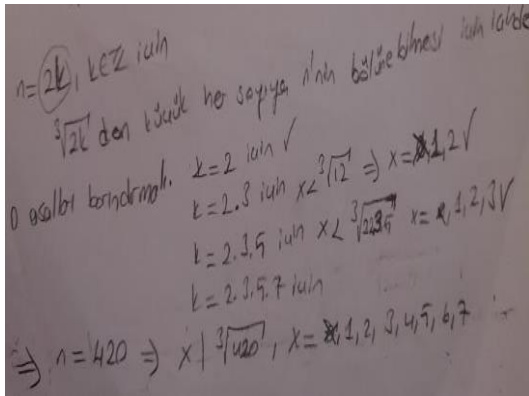 n=2k, k∈Z için
∛2k den küçük her sayıya n'nin bölünebilmesi için içinde
o asalları barındırmalı. k=2 için ✓
k=2.3 için x<∛12 ⇒ x=1,2 ✓
k=2.3.5 için x<∛2.2.3.5 x=1,2,3 ✓
k=2.3.5.7 için
⇒ n=420 ⇒ x|∛420, x=1,2,3,4,5,6,7